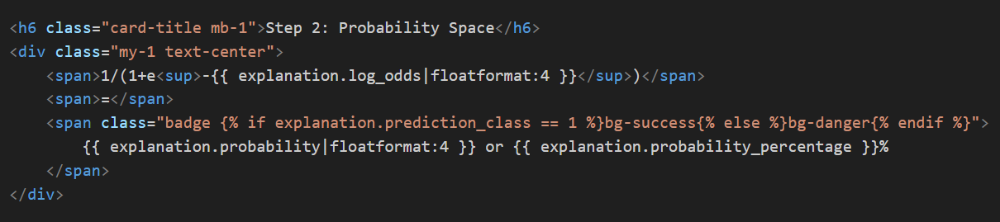 <h6 class="card-title mb-1">Step 2: Probability Space</h6>
<div class="my-1 text-center">
<span>1/(1+e<sup>-{{ explanation.log_odds|floatformat:4 }}</sup>)</span>
<span>=</span>
<span class="badge {% if explanation.prediction_class == 1 %}bg-success{% else %}bg-danger{% endif %}">
{{ explanation.probability|floatformat:4 }} or {{ explanation.probability_percentage }}%
</span>
</div>